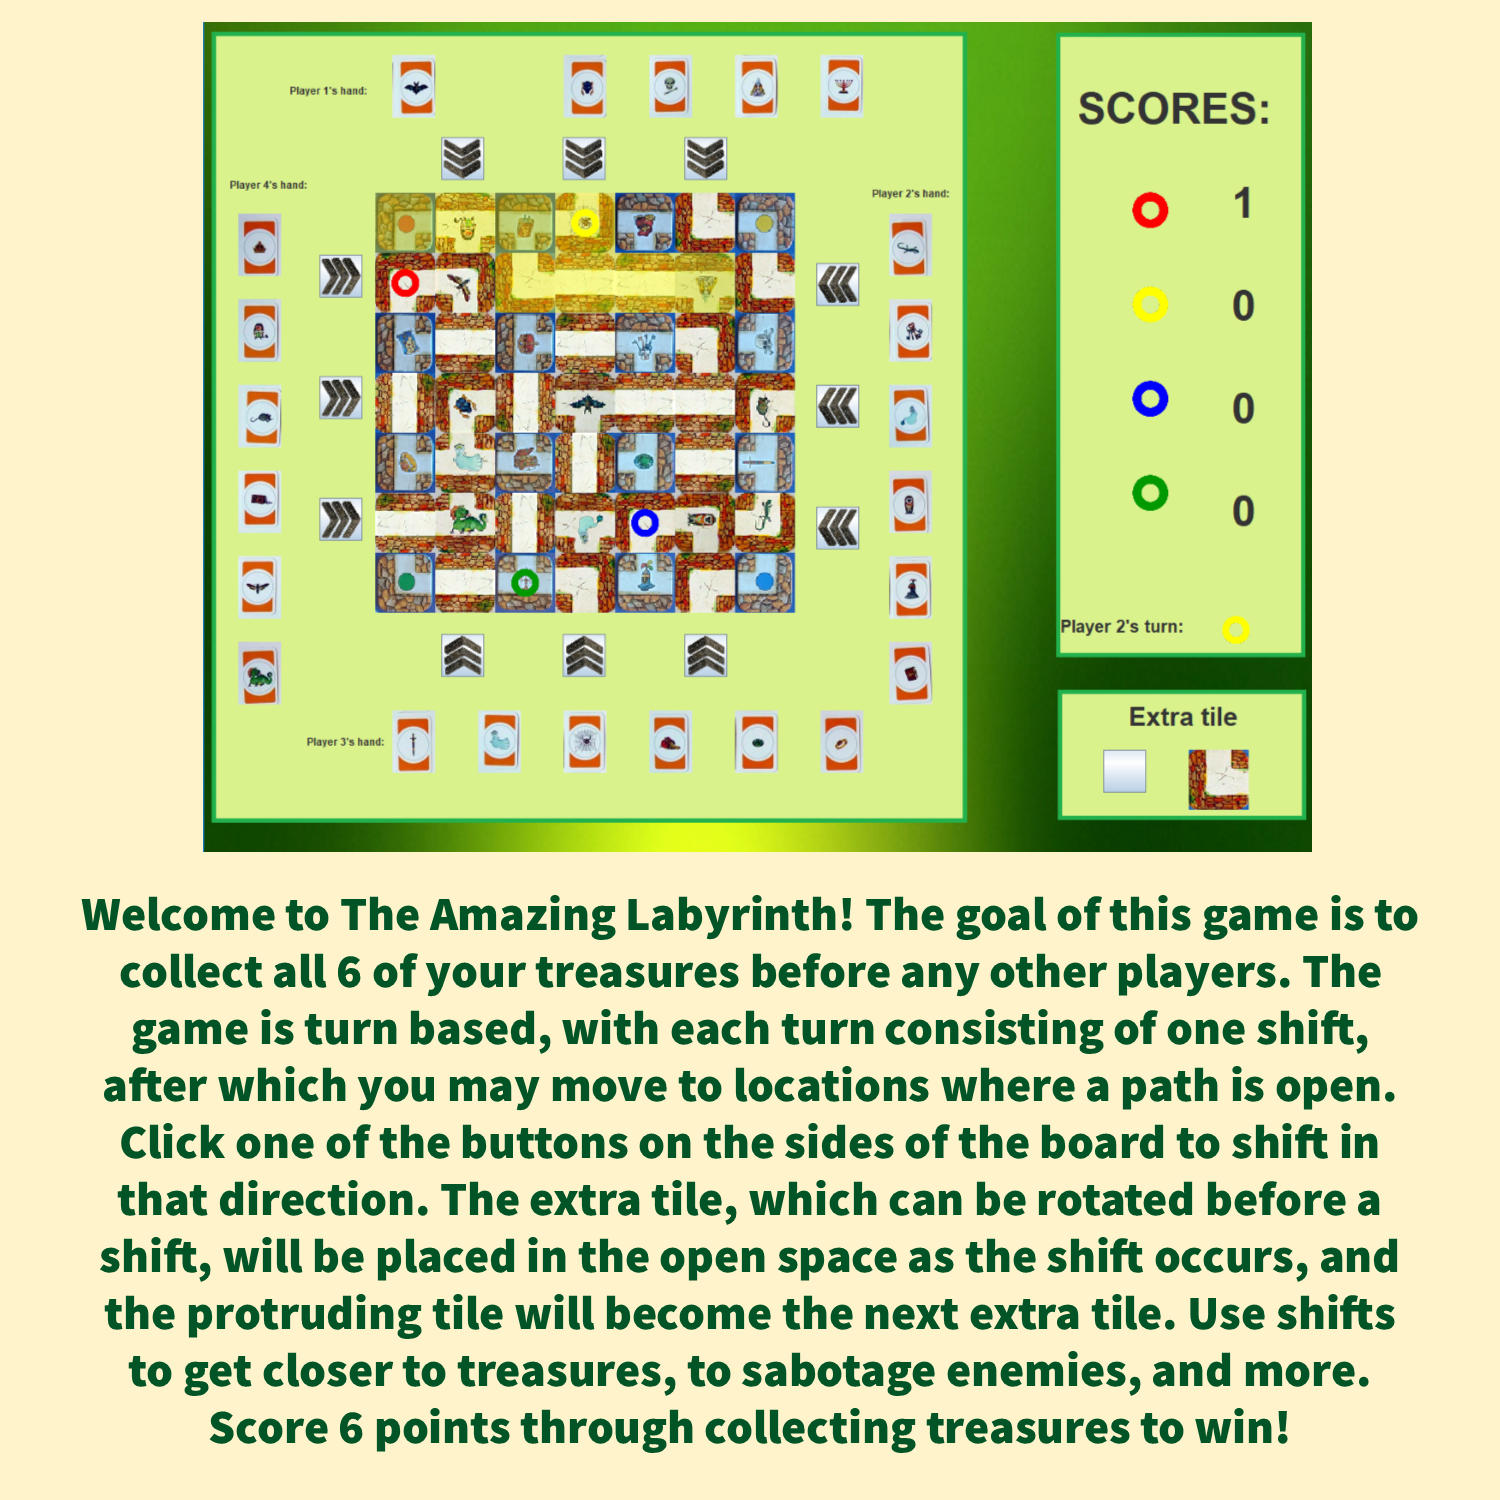 Player 1's hand:
Player 4's hand:
Player 2's hand:
Player 3's hand:
SCORES:
1
0
0
0
Player 2's turn:
Extra tile
Welcome to The Amazing Labyrinth! The goal of this game is to
collect all 6 of your treasures before any other players. The
game is turn based, with each turn consisting of one shift,
after which you may move to locations where a path is open.
Click one of the buttons on the sides of the board to shift in
that direction. The extra tile, which can be rotated before a
shift, will be placed in the open space as the shift occurs, and
the protruding tile will become the next extra tile. Use shifts
to get closer to treasures, to sabotage enemies, and more.
Score 6 points through collecting treasures to win!